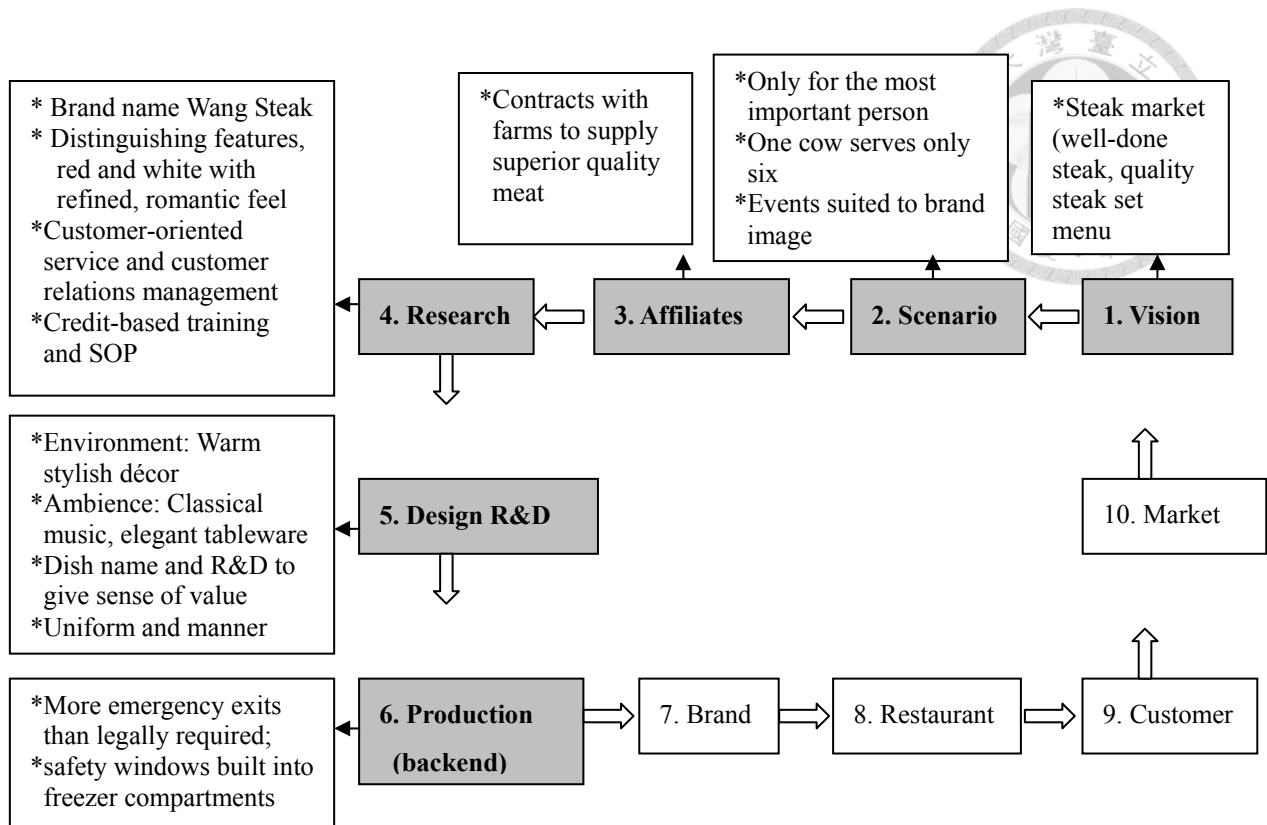 * Brand name Wang Steak
* Distinguishing features,
red and white with
refined, romantic feel
*Customer-oriented
service and customer
relations management
*Credit-based training
and SOP
*Contracts with
farms to supply
superior quality
meat
*Only for the most
important person
*One cow serves only
six
*Events suited to brand
image
*Steak market
(well-done
steak, quality
steak set
menu
4. Research
3. Affiliates
2. Scenario
1. Vision
*Environment: Warm
stylish décor
*Ambience: Classical
music, elegant tableware
*Dish name and R&D to
give sense of value
*Uniform and manner
5. Design R&D
10. Market
*More emergency exits
than legally required;
*safety windows built into
freezer compartments
6. Production
(backend)
7. Brand
8. Restaurant
9. Customer
灣臺